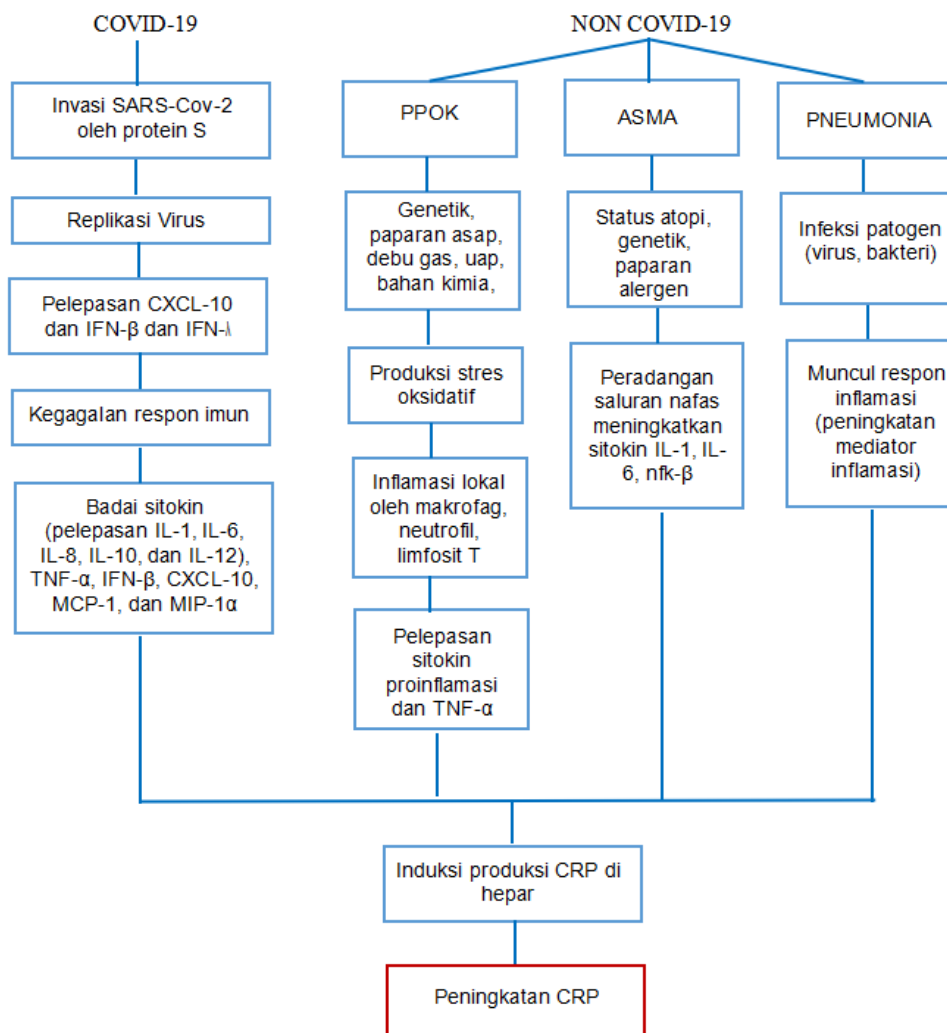 COVID-19
Invasi SARS-Cov-2
oleh protein S
Replikasi Virus
Pelepasan CXCL-10
dan IFN-β dan IFN-λ
Kegagalan respon imun
Badai sitokin
(pelepasan IL-1, IL-6,
IL-8, IL-10, dan IL-12),
TNF-α, IFN-β, CXCL-10,
MCP-1, dan MIP-1α
NON COVID-19
PPOK
Genetik,
paparan asap,
debu gas, uap,
bahan kimia,
Produksi stres
oksidatif
Inflamasi lokal
oleh makrofag,
neutrofil,
limfosit T
Pelepasan
sitokin
proinflamasi
dan TNF-α
ASMA
Status atopi,
genetik,
paparan
alergen
Peradangan
saluran nafas
meningkatkan
sitokin IL-1, IL-
6, nfk-β
PNEUMONIA
Infeksi patogen
(virus, bakteri)
Muncul respon
inflamasi
(peningkatan
mediator
inflamasi)
Induksi produksi CRP di
hepar
Peningkatan CRP